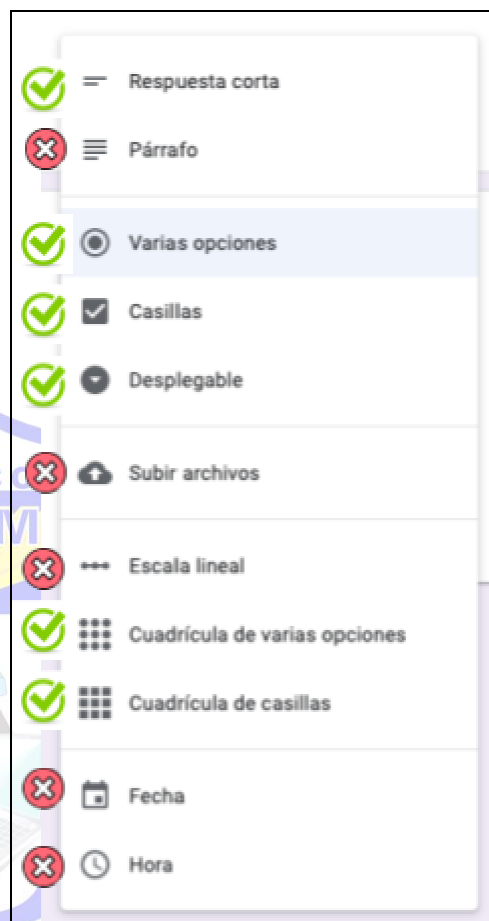 Respuesta corta
Párrafo
Varias opciones
Casillas
Desplegable
Subir archivos
Escala lineal
Cuadrícula de varias opciones
Cuadrícula de casillas
Fecha
Hora